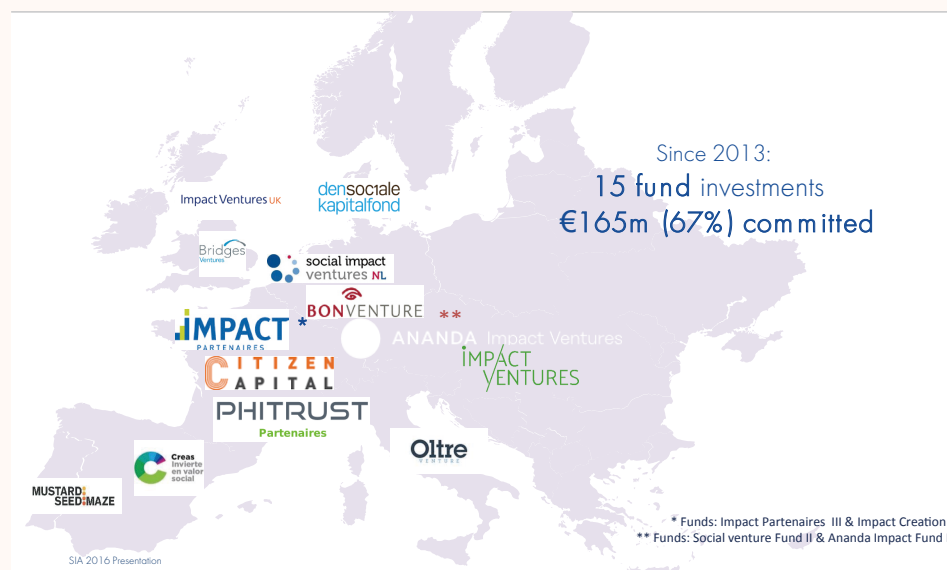 Since 2013:
15 fund investments
€165m (67%) committed
Impact Ventures UK
densociale
kapitalfond
Bridges
Ventures
social impact
ventures NL
BONVENTURE
**
IMPACT
PARTENAIRES
*
ANANDA Impact Ventures
IMPACT
VENTURES
CITIZEN
CAPITAL
PHITRUST
Partenaires
Oltre
VENTURE
Creas
Invierte
en valor
social
MUSTARD
SEED MAZE
* Funds: Impact Partenaires III & Impact Creation
** Funds: Social venture Fund II & Ananda Impact Fund
SIA 2016 Presentation